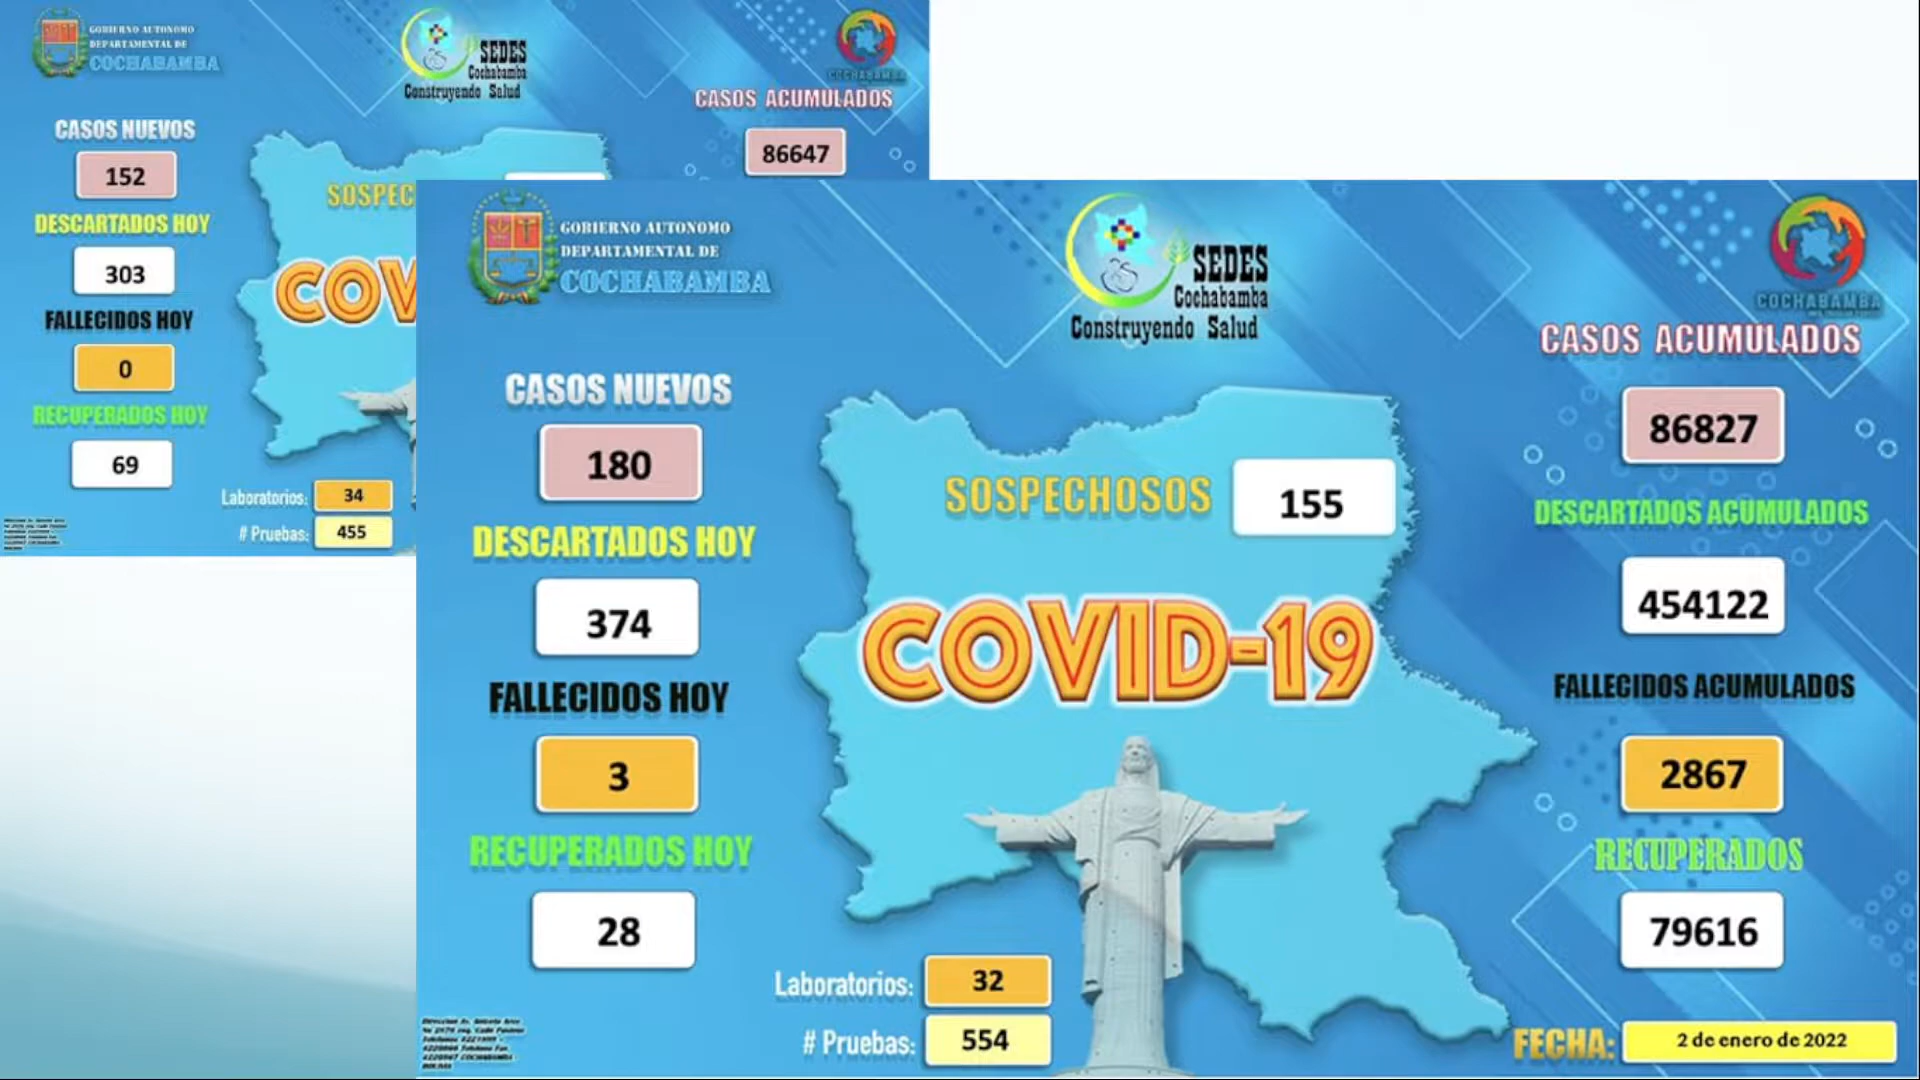 GOBIERNO AUTONOMO
DEPARTAMENTAL DE
COCHABAMBA
SEDES
Cochabamba
Construyendo Salud
COCHABAMBA
CASOS ACUMULADOS
86647
CASOS NUEVOS
152
DESCARTADOS HOY
303
FALLECIDOS HOY
0
RECUPERADOS HOY
69
SOSPEC
COV
Laboratorios: 34
# Pruebas: 455
GOBIERNO AUTONOMO
DEPARTAMENTAL DE
COCHABAMBA
SEDES
Cochabamba
Construyendo Salud
COCHABAMBA
CASOS NUEVOS
180
DESCARTADOS HOY
374
FALLECIDOS HOY
3
RECUPERADOS HOY
28
SOSPECHOSOS 155
COVID-19
Laboratorios: 32
# Pruebas: 554
CASOS ACUMULADOS
86827
DESCARTADOS ACUMULADOS
454122
FALLECIDOS ACUMULADOS
2867
RECUPERADOS
79616
FECHA: 2 de enero de 2022